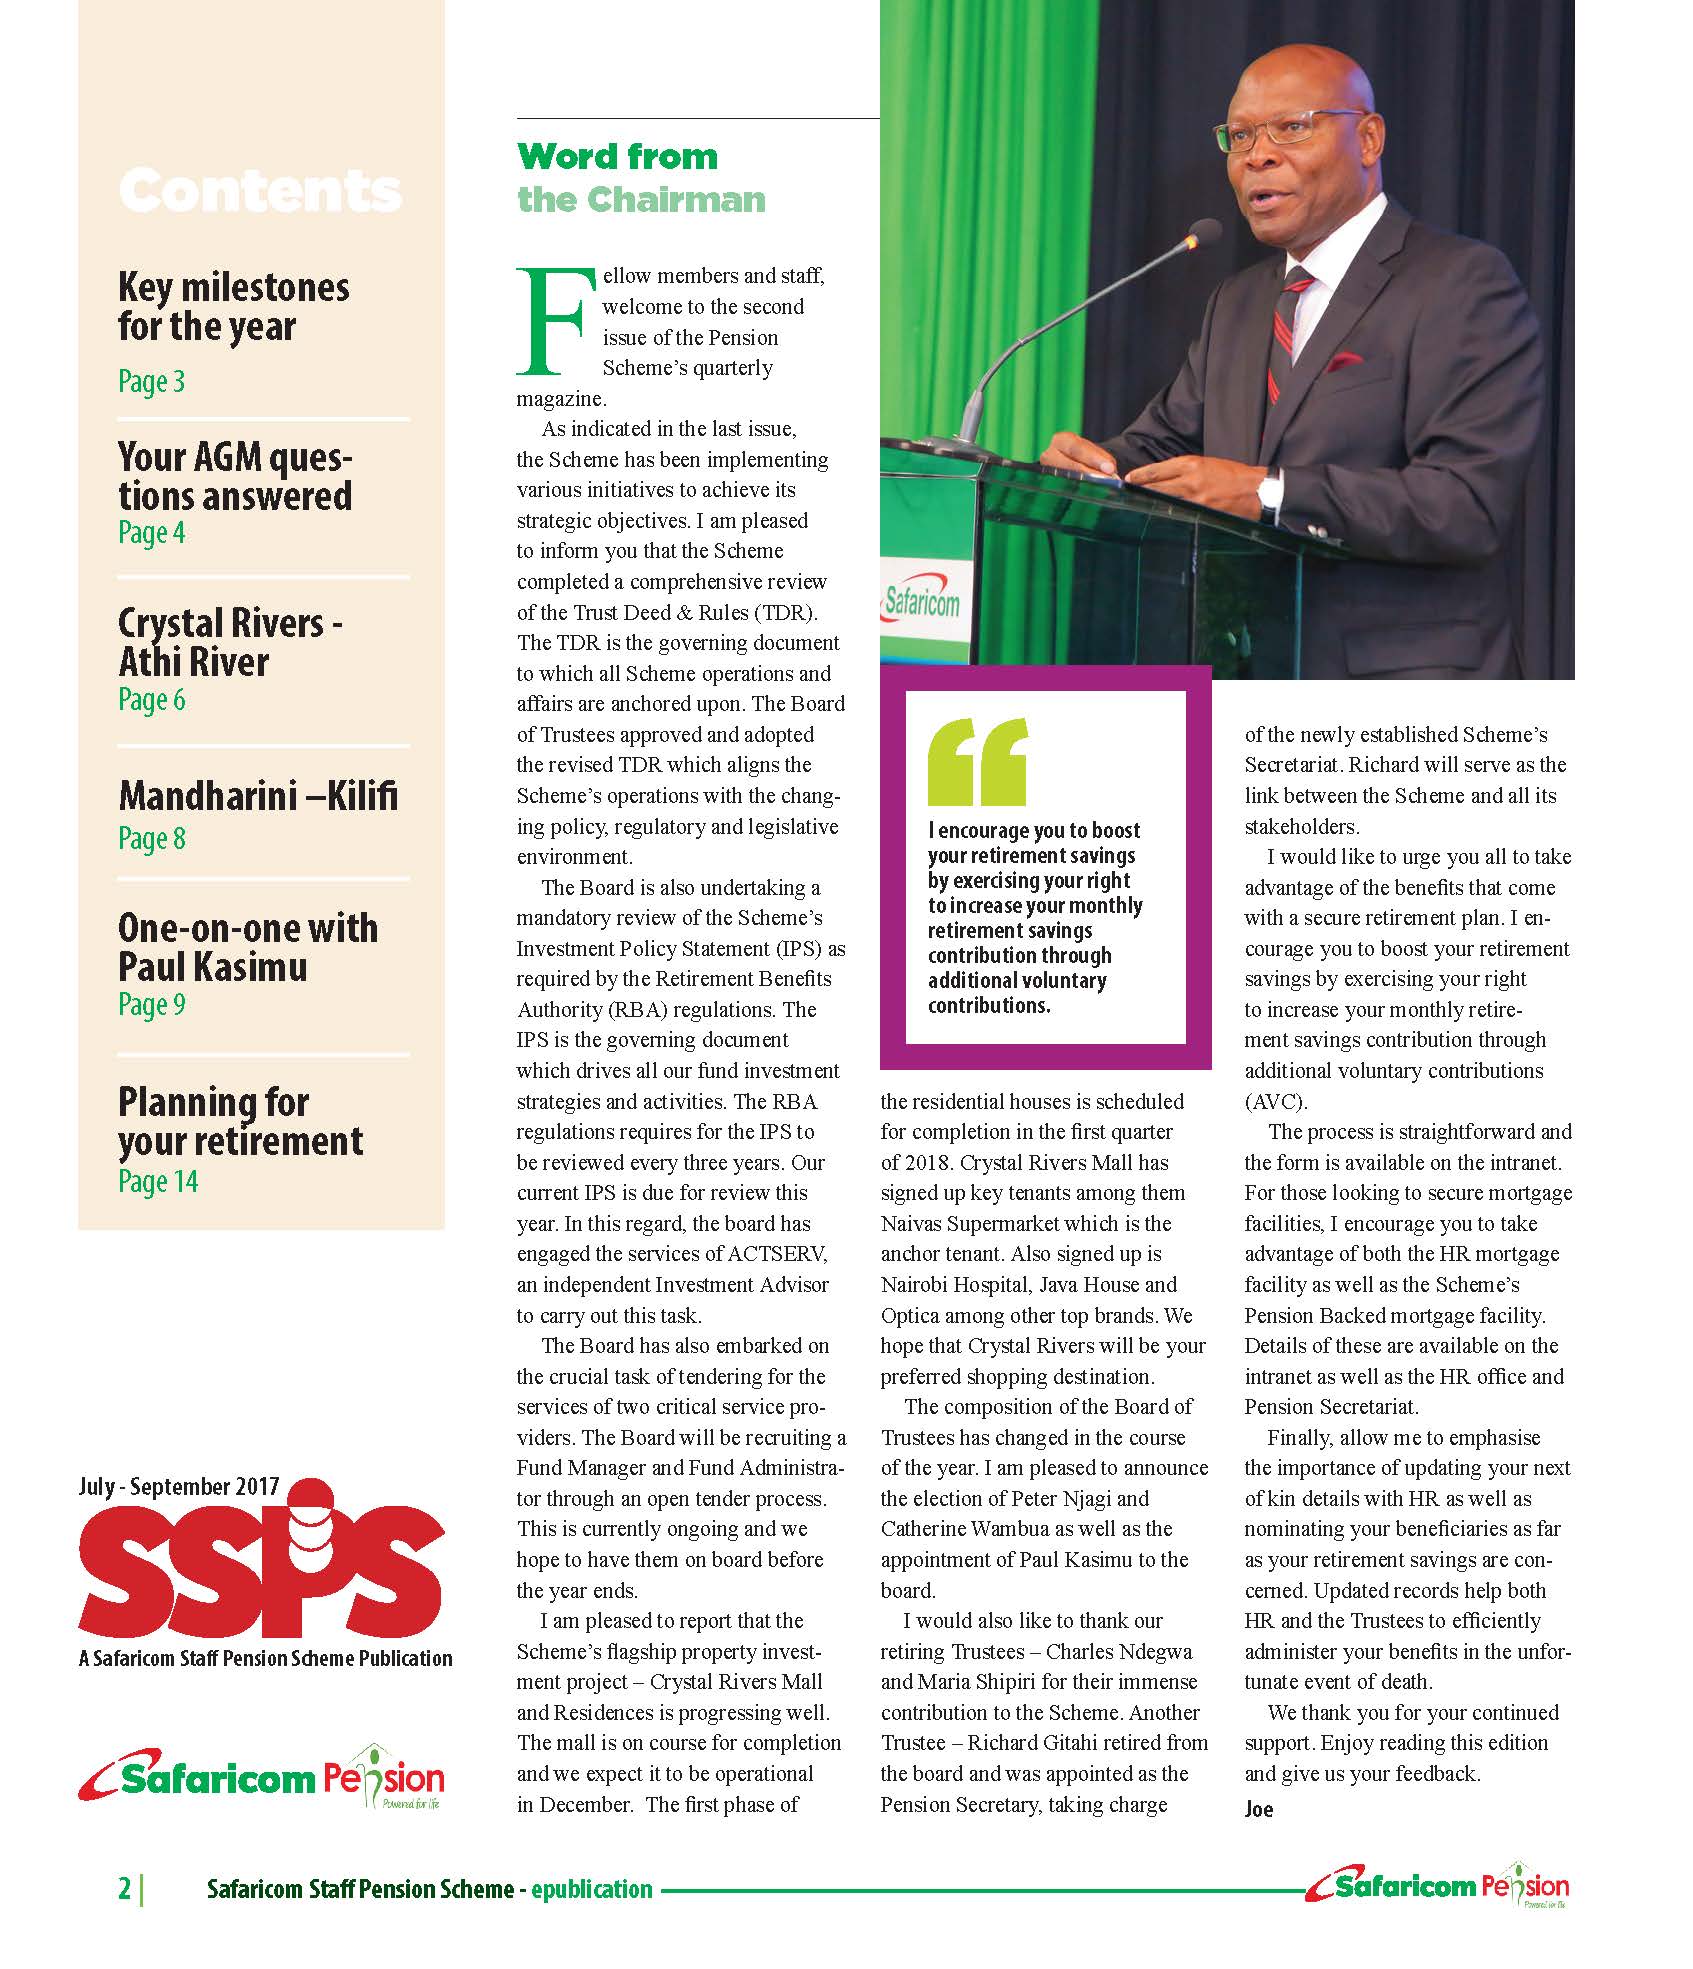 Contents
Key milestones
for the year
Page 3
Your AGM ques-
tions answered
Page 4
Crystal Rivers -
Athi River
Page 6
Mandharini –Kilifi
Page 8
One-on-one with
Paul Kasimu
Page 9
Planning for
your retirement
Page 14
July - September 2017
SSPS
A Safaricom Staff Pension Scheme Publication
Safaricom Pension
Powered for life
Word from
the Chairman
Fellow members and staff,
welcome to the second
issue of the Pension
Scheme’s quarterly
magazine.
As indicated in the last issue,
the Scheme has been implementing
various initiatives to achieve its
strategic objectives. I am pleased
to inform you that the Scheme
completed a comprehensive review
of the Trust Deed & Rules (TDR).
The TDR is the governing document
to which all Scheme operations and
affairs are anchored upon. The Board
of Trustees approved and adopted
the revised TDR which aligns the
Scheme’s operations with the chang-
ing policy, regulatory and legislative
environment.
The Board is also undertaking a
mandatory review of the Scheme’s
Investment Policy Statement (IPS) as
required by the Retirement Benefits
Authority (RBA) regulations. The
IPS is the governing document
which drives all our fund investment
strategies and activities. The RBA
regulations requires for the IPS to
be reviewed every three years. Our
current IPS is due for review this
year. In this regard, the board has
engaged the services of ACTSERV,
an independent Investment Advisor
to carry out this task.
The Board has also embarked on
the crucial task of tendering for the
services of two critical service pro-
viders. The Board will be recruiting a
Fund Manager and Fund Administra-
tor through an open tender process.
This is currently ongoing and we
hope to have them on board before
the year ends.
I am pleased to report that the
Scheme’s flagship property invest-
ment project – Crystal Rivers Mall
and Residences is progressing well.
The mall is on course for completion
and we expect it to be operational
in December. The first phase of
Safaricom
I encourage you to boost
your retirement savings
by exercising your right
to increase your monthly
retirement savings
contribution through
additional voluntary
contributions.
the residential houses is scheduled
for completion in the first quarter
of 2018. Crystal Rivers Mall has
signed up key tenants among them
Naivas Supermarket which is the
anchor tenant. Also signed up is
Nairobi Hospital, Java House and
Optica among other top brands. We
hope that Crystal Rivers will be your
preferred shopping destination.
The composition of the Board of
Trustees has changed in the course
of the year. I am pleased to announce
the election of Peter Njagi and
Catherine Wambua as well as the
appointment of Paul Kasimu to the
board.
I would also like to thank our
retiring Trustees – Charles Ndegwa
and Maria Shipiri for their immense
contribution to the Scheme. Another
Trustee – Richard Gitahi retired from
the board and was appointed as the
Pension Secretary, taking charge
of the newly established Scheme’s
Secretariat. Richard will serve as the
link between the Scheme and all its
stakeholders.
I would like to urge you all to take
advantage of the benefits that come
with a secure retirement plan. I en-
courage you to boost your retirement
savings by exercising your right
to increase your monthly retire-
ment savings contribution through
additional voluntary contributions
(AVC).
The process is straightforward and
the form is available on the intranet.
For those looking to secure mortgage
facilities, I encourage you to take
advantage of both the HR mortgage
facility as well as the Scheme’s
Pension Backed mortgage facility.
Details of these are available on the
intranet as well as the HR office and
Pension Secretariat.
Finally, allow me to emphasise
the importance of updating your next
of kin details with HR as well as
nominating your beneficiaries as far
as your retirement savings are con-
cerned. Updated records help both
HR and the Trustees to efficiently
administer your benefits in the unfor-
tunate event of death.
We thank you for your continued
support. Enjoy reading this edition
and give us your feedback.
Joe
2 |
Safaricom Staff Pension Scheme - epublication
Safaricom Pension
Powered for life